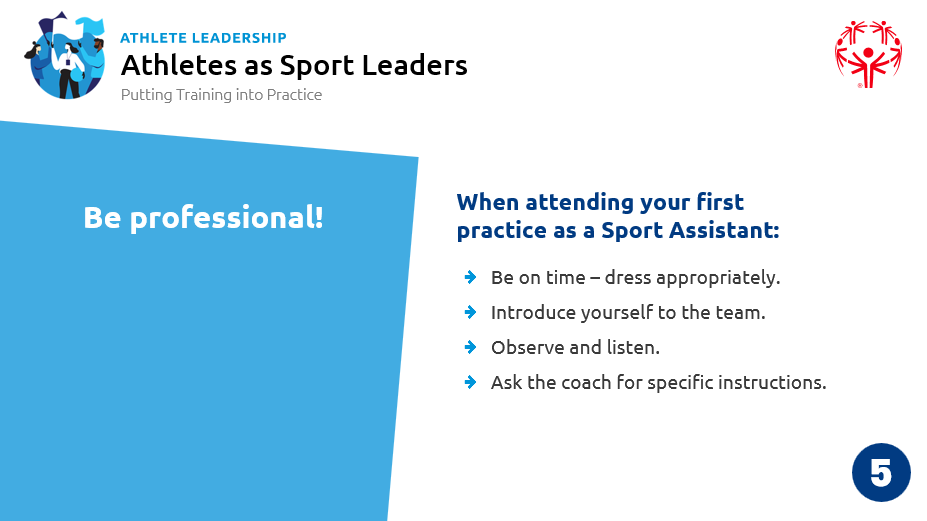 ATHLETE LEADERSHIP
Athletes as Sport Leaders
Putting Training into Practice
®
Be professional!
When attending your first
practice as a Sport Assistant:
Be on time – dress appropriately.
Introduce yourself to the team.
Observe and listen.
Ask the coach for specific instructions.
5